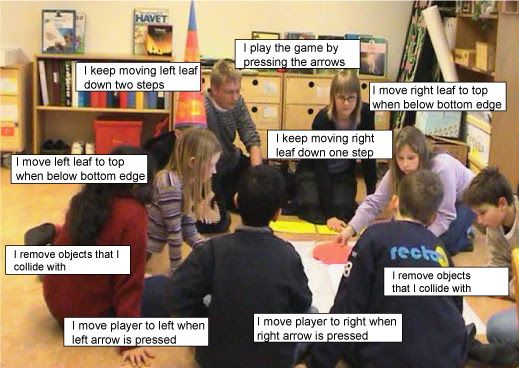 HAVET
I play the game by
pressing the arrows
I keep moving left leaf
down two steps
I move right leaf to top
when below bottom edge
I keep moving right
leaf down one step
I move left leaf to top
when below bottom edge
I remove objects that I
collide with
I remove objects
that I collide with
I move player to left when
left arrow is pressed
I move player to right when
right arrow is pressed